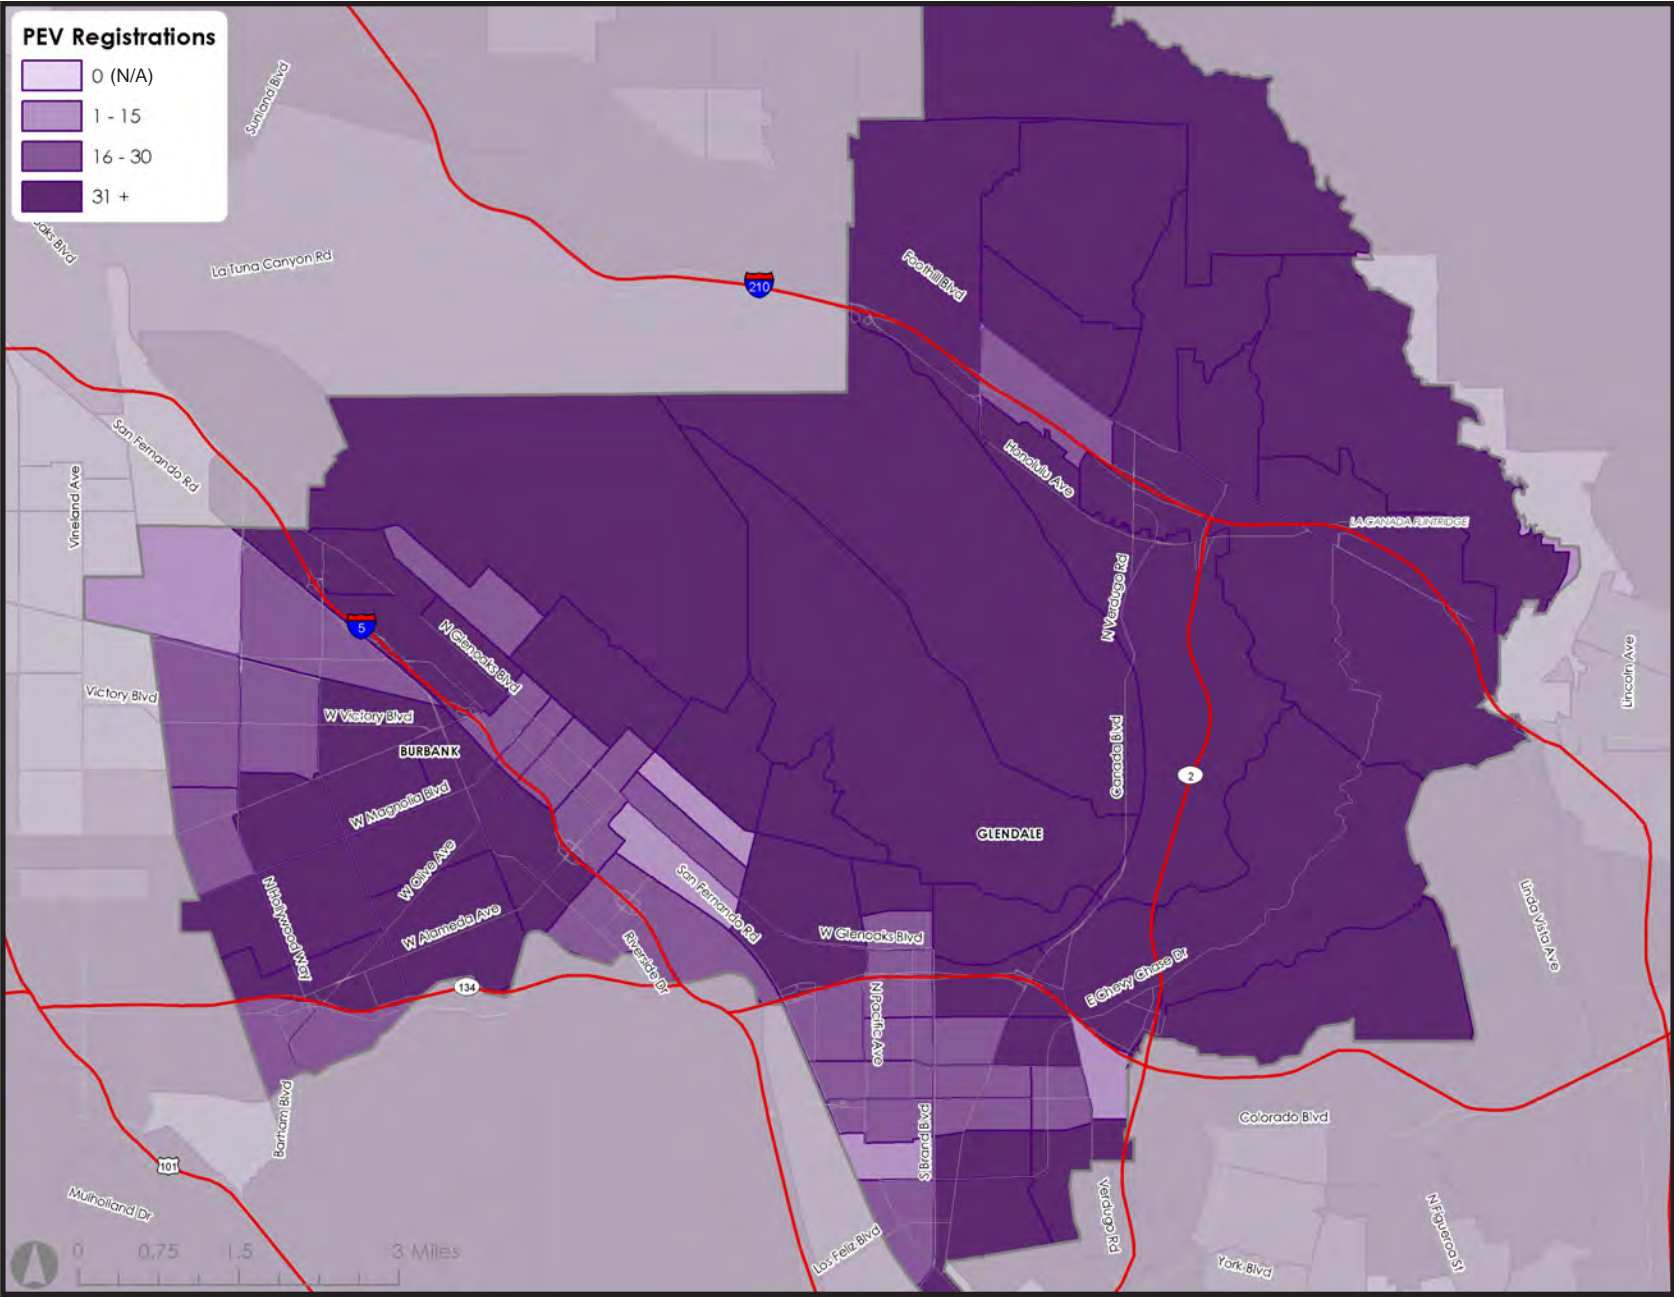 PEV Registrations
0 (N/A)
1 - 15
16 - 30
31 +
Sunland Blvd
aks Blvd
La Tuna Canyon Rd
210
Foothill Blvd
San Fernando Rd
Vineland Ave
Honolulu Ave
LA CANADA FLINTRIDGE
5
N Glenoaks Blvd
N Verdugo Rd
Lincoln Ave
Victory Blvd
W Victory Blvd
BURBANK
Canada Blvd
2
W Magnolia Blvd
GLENDALE
W Olive Ave
N Hollywood Way
San Fernando Rd
W Alameda Ave
W Glenoaks Blvd
Linda Vista Ave
Riverside Dr
E Chevy Chase Dr
134
N Pacific Ave
Barham Blvd
S Brand Blvd
Colorado Blvd
101
Mulholland Dr
Verdugo Rd
N Figueroa St
Los Feliz Blvd
York Blvd
0 0.75 1.5 3 Miles